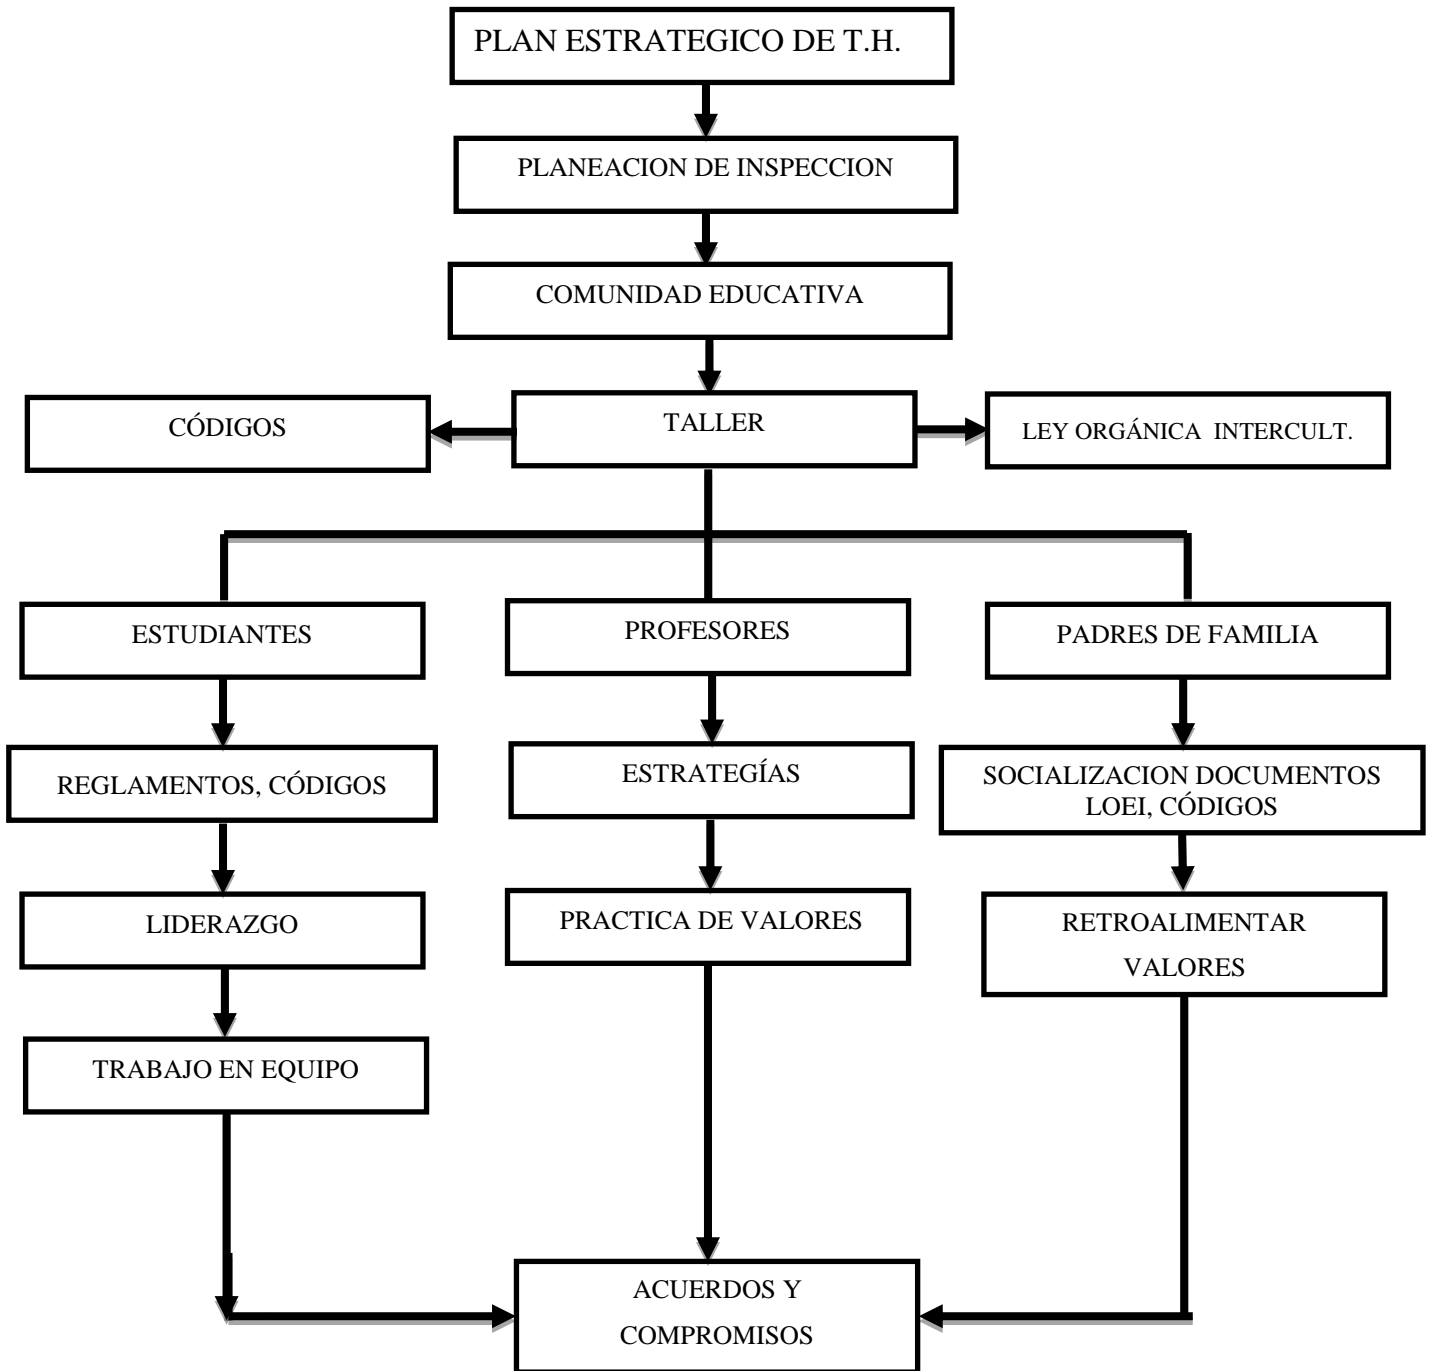 PLAN ESTRATEGICO DE T.H.
PLANEACION DE INSPECCION
COMUNIDAD EDUCATIVA
CÓDIGOS
TALLER
LEY ORGÁNICA INTERCULT.
ESTUDIANTES
PROFESORES
PADRES DE FAMILIA
REGLAMENTOS, CÓDIGOS
ESTRATEGÍAS
SOCIALIZACION DOCUMENTOS
LOEI, CÓDIGOS
LIDERAZGO
PRACTICA DE VALORES
RETROALIMENTAR
VALORES
TRABAJO EN EQUIPO
ACUERDOS Y
COMPROMISOS